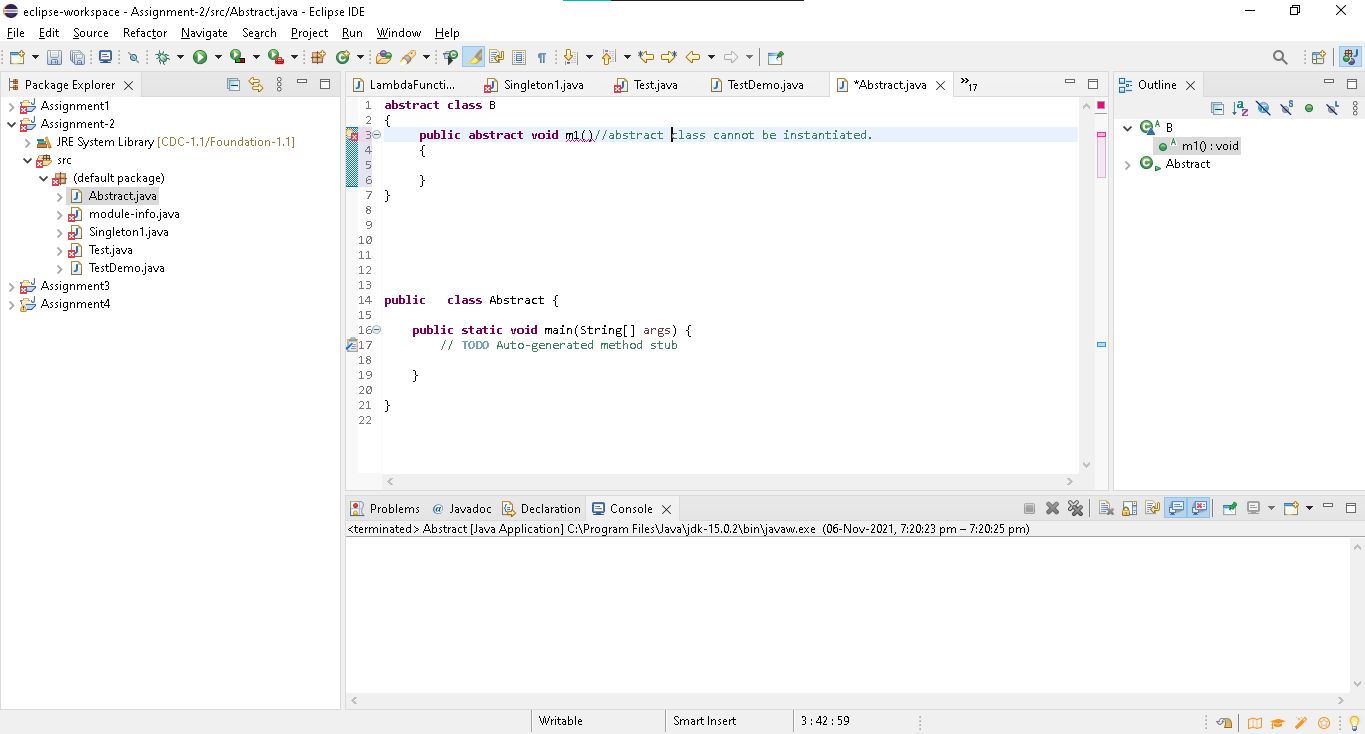 eclipse-workspace - Assignment-2/src/Abstract.java - Eclipse IDE
File Edit Source Refactor Navigate Search Project Run Window Help
Package Explorer
Assignment1
Assignment-2
JRE System Library [CDC-1.1/Foundation-1.1]
src
(default package)
Abstract.java
module-info.java
Singleton1.java
Test.java
TestDemo.java
Assignment3
Assignment4
LambdaFuncti... Singleton1.java Test.java TestDemo.java *Abstract.java »17
1 abstract class B
2 {
3 public abstract void m1()//abstract class cannot be instantiated.
4 {
5
6 }
7 }
8
9
10
11
12
13
14 public class Abstract {
15
16 public static void main(String[] args) {
17 // TODO Auto-generated method stub
18
19 }
20
21 }
22
Outline
B
m1() : void
Abstract
Problems @ Javadoc Declaration Console
<terminated> Abstract [Java Application] C:\Program Files\Java\jdk-15.0.2\bin\javaw.exe (06-Nov-2021, 7:20:23 pm – 7:20:25 pm)
Writable Smart Insert 3 : 42 : 59